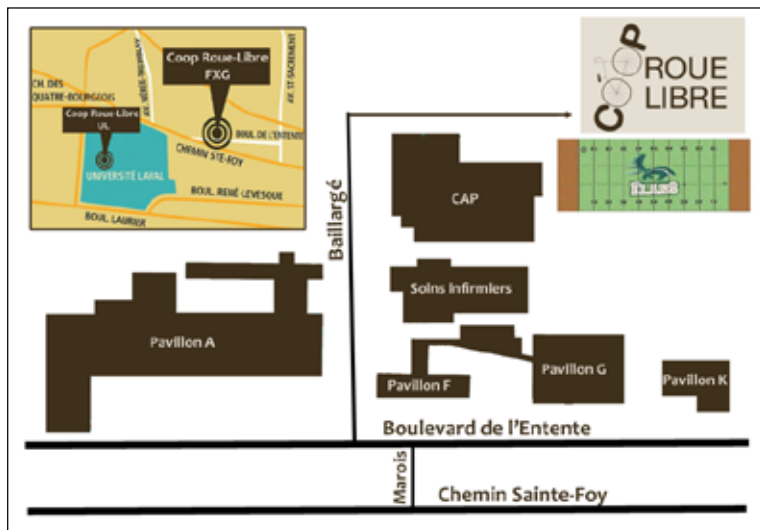 Coop Roue-Libre
FXG
CH. DES
QUATRE-BOURGEOIS
AV. ST-SACREMENT
Coop Roue-Libre
UL
BOUL. DE L'ENTENTE
CHEMIN STE-FOY
UNIVERSITÉ LAVAL
BOUL. RENÉ-LEVESQUE
BOUL. LAURIER
COOP
ROUE
LIBRE
ÉLANS
Baillargé
CAP
Soins Infirmiers
Pavillon A
Pavillon F
Pavillon G
Pavillon K
Boulevard de l'Entente
Marois
Chemin Sainte-Foy